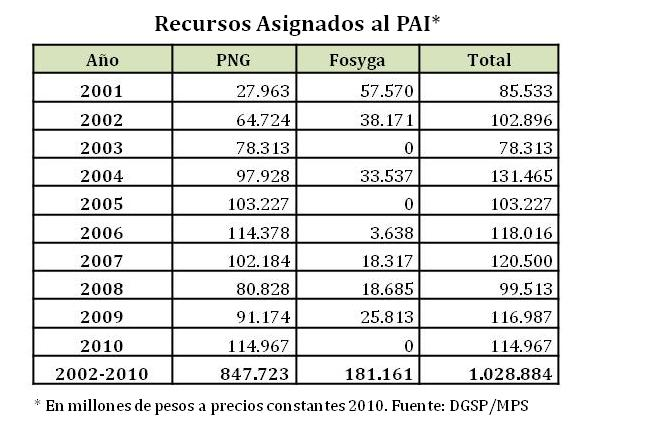 Recursos Asignados al PAI*
Año PNG Fosyga Total
2001 27.963 57.570 85.533
2002 64.724 38.171 102.896
2003 78.313 0 78.313
2004 97.928 33.537 131.465
2005 103.227 0 103.227
2006 114.378 3.638 118.016
2007 102.184 18.317 120.500
2008 80.828 18.685 99.513
2009 91.174 25.813 116.987
2010 114.967 0 114.967
2002-2010 847.723 181.161 1.028.884
* En millones de pesos a precios constantes 2010. Fuente: DGSP/MPS